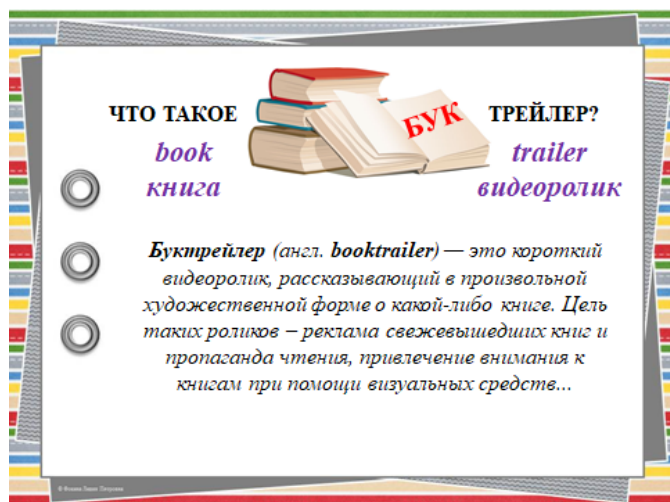 ЧТО ТАКОЕ БУК ТРЕЙЛЕР?
book trailer
книга видеоролик
Буктрейлер (англ. booktrailer) — это короткий
видеоролик, рассказывающий в произвольной
художественной форме о какой-либо книге. Цель
таких роликов – реклама свежевышедших книг и
пропаганда чтения, привлечение внимания к
книгам при помощи визуальных средств...